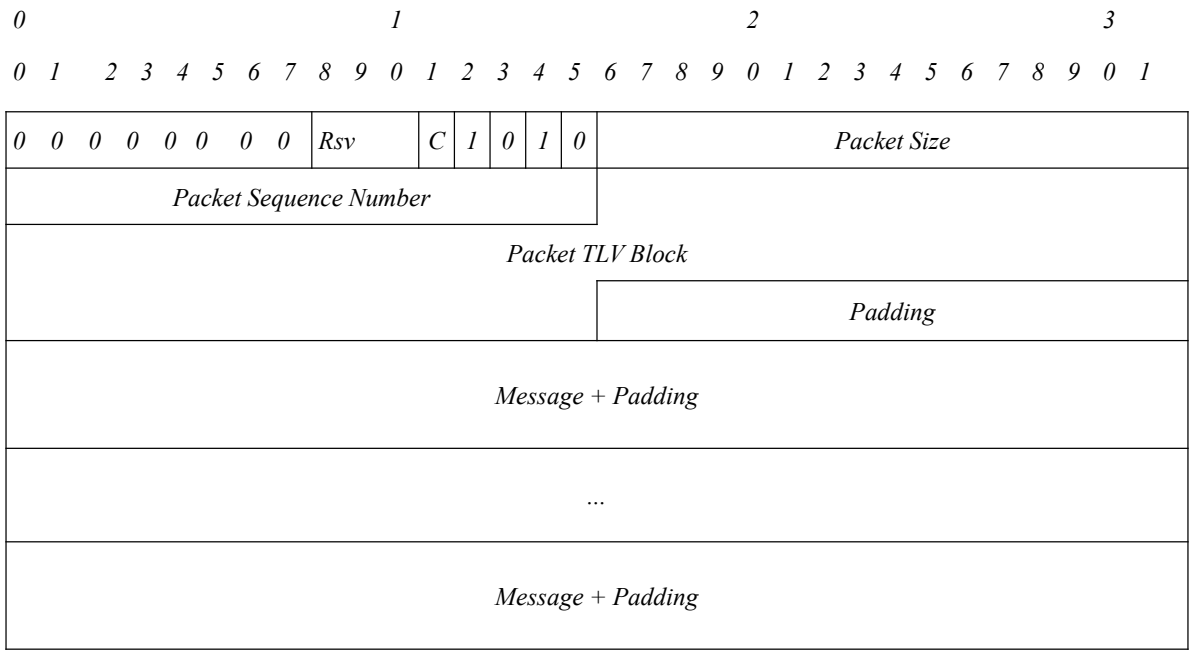 0 1 2 3
0 1 2 3 4 5 6 7 8 9 0 1 2 3 4 5 6 7 8 9 0 1 2 3 4 5 6 7 8 9 0 1
0 0 0 0 0 0 0 0 Rsv C 1 0 1 0 Packet Size
Packet Sequence Number
Packet TLV Block
Padding
Message + Padding
...
Message + Padding